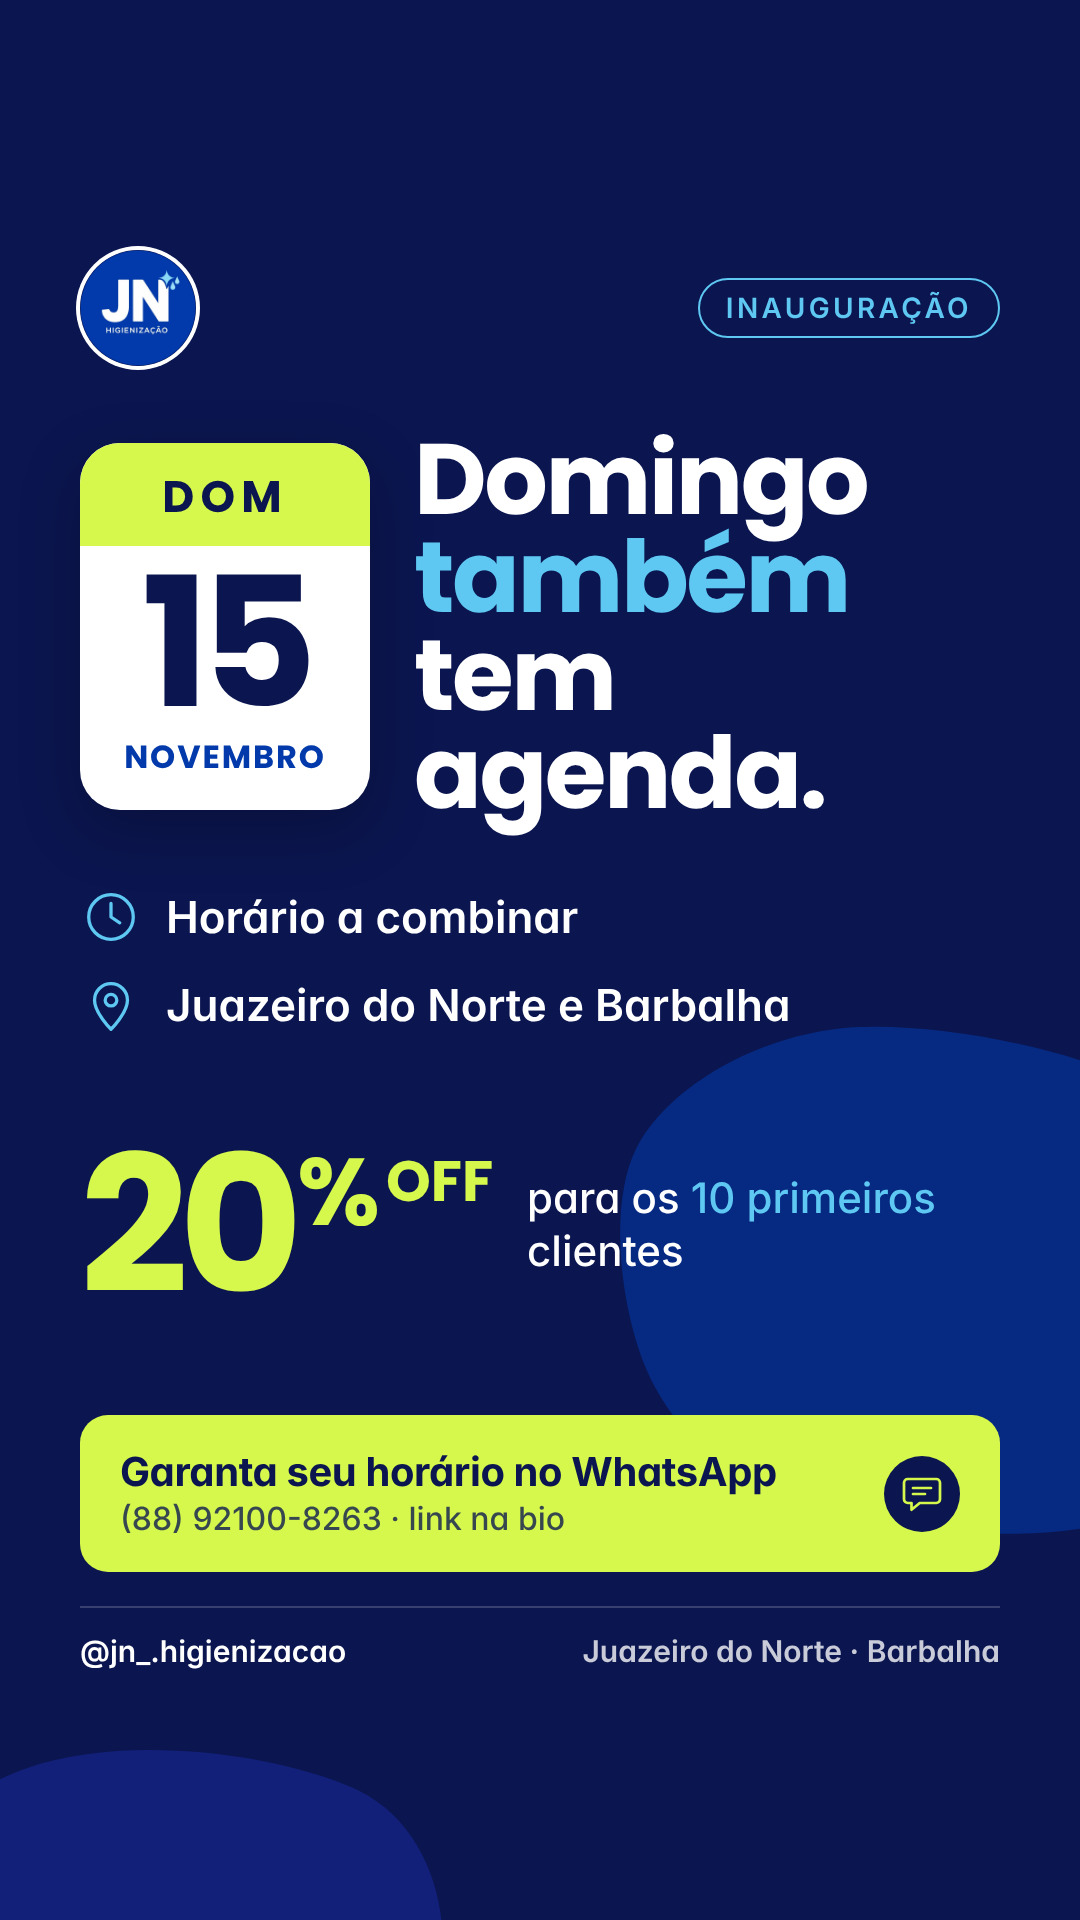 JN
HIGIENIZAÇÃO
INAUGURAÇÃO
DOM
15
NOVEMBRO
Domingo
também
tem
agenda.
Horário a combinar
Juazeiro do Norte e Barbalha
20% OFF
para os 10 primeiros
clientes
Garanta seu horário no WhatsApp
(88) 92100-8263 · link na bio
@jn_.higienizacao
Juazeiro do Norte · Barbalha